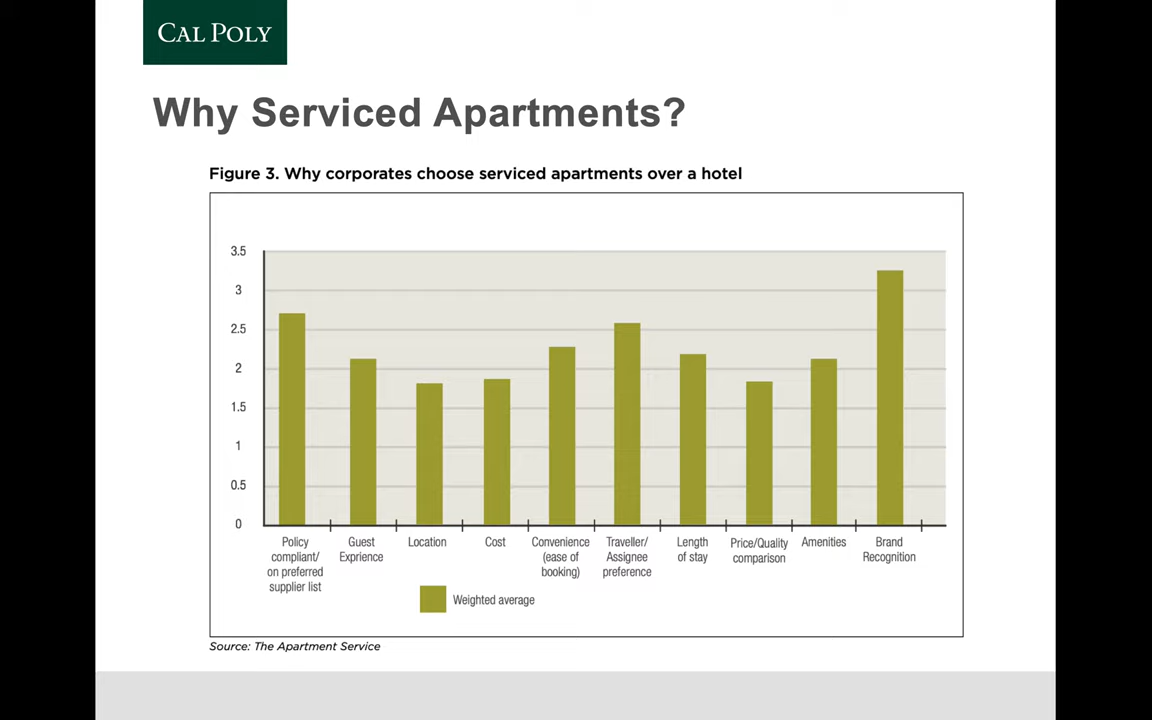 CAL POLY
Why Serviced Apartments?
Figure 3. Why corporates choose serviced apartments over a hotel
3.5
3
2.5
2
1.5
1
0.5
0
Policy
compliant/
on preferred
supplier list
Guest
Exprience
Location
Cost
Convenience
(ease of
booking)
Traveller/
Assignee
preference
Length
of stay
Price/Quality
comparison
Amenities
Brand
Recognition
Weighted average
Source: The Apartment Service